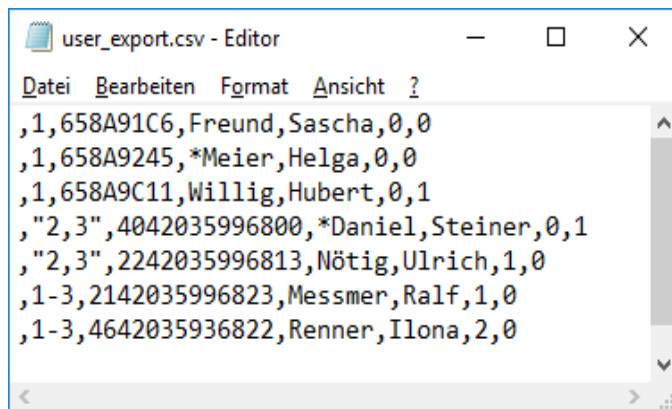 user_export.csv - Editor
Datei Bearbeiten Format Ansicht ?
,1,658A91C6,Freund,Sascha,0,0
,1,658A9245,*Meier,Helga,0,0
,1,658A9C11,Willig,Hubert,0,1
,"2,3",4042035996800,*Daniel,Steiner,0,1
,"2,3",2242035996813,Nötig,Ulrich,1,0
,1-3,2142035996823,Messmer,Ralf,1,0
,1-3,4642035936822,Renner,Ilona,2,0